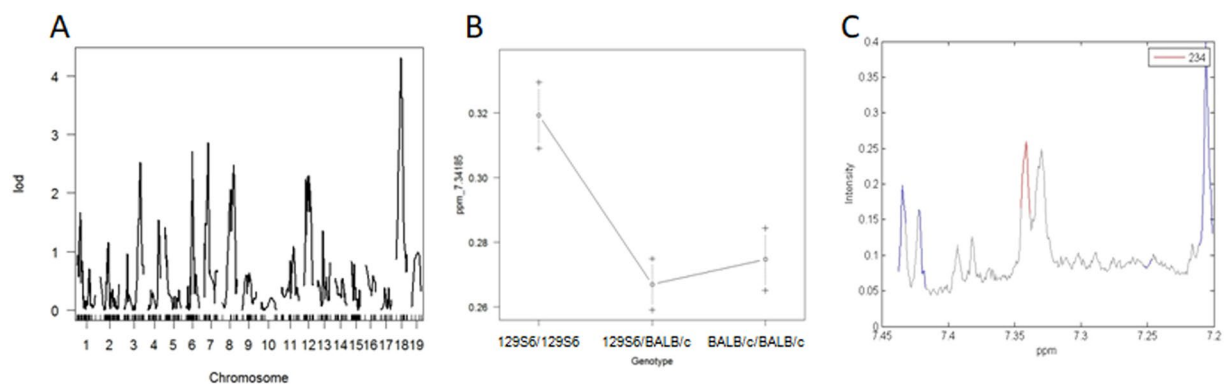 A
lod
4
3
2
1
0
1 2 3 4 5 6 7 8 9 10 11 12 13 14 15 16 17 18 19
Chromosome
B
ppm_7.34185
0.32
0.30
0.28
0.26
129S6/129S6 129S6/BALB/c BALB/c/BALB/c
Genotype
C
234
Intensity
0.4
0.35
0.3
0.25
0.2
0.15
0.1
0.05
0
7.45 7.4 7.35 7.3 7.25 7.2
ppm